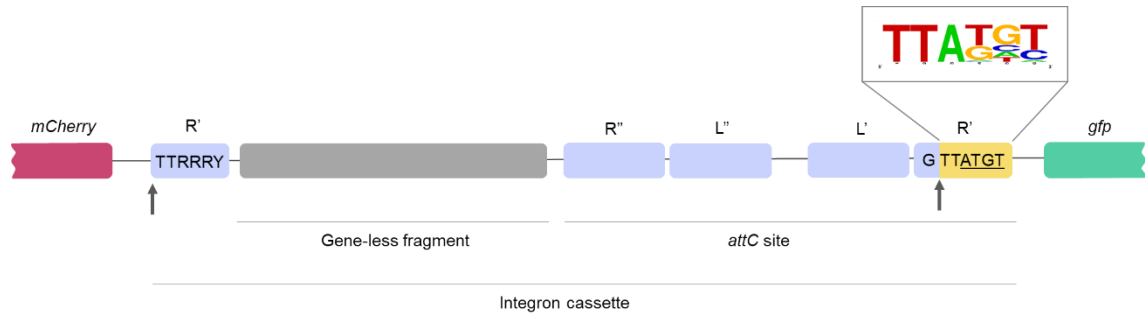 TTATGT
mCherry
R'
R"
L"
L'
R'
gfp
TTRRRY
G TTATGT
Gene-less fragment
attC site
Integron cassette